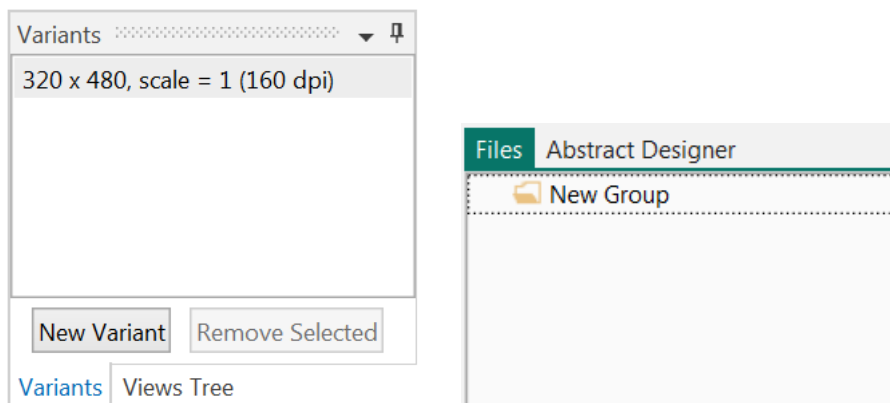 Variants
320 x 480, scale = 1 (160 dpi)
New Variant Remove Selected
Variants Views Tree
Files Abstract Designer
New Group